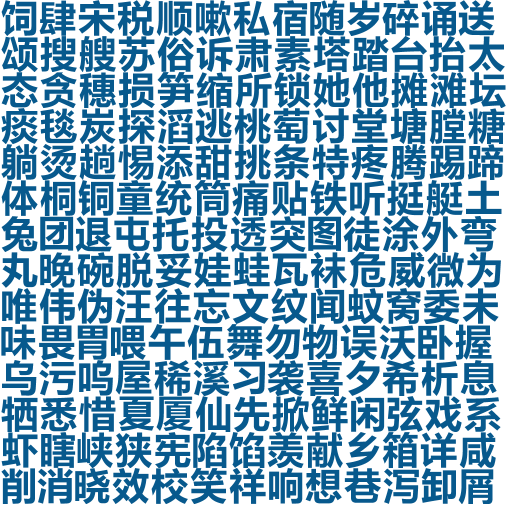 饲肆宋税顺嗽私宿随岁碎诵送
颂搜艘苏俗诉肃素塔踏台抬太
态贪穗损笋缩所锁她他摊滩坛
痰毯炭探滔逃桃萄讨堂塘膛糖
躺烫趟惕添甜挑条特疼腾踢蹄
体桐铜童统筒痛贴铁听挺艇土
兔团退屯托投透突图徒涂外弯
丸晚碗脱妥娃蛙瓦袜危威微为
唯伟伪汪往忘文纹闻蚊窝委未
味畏胃喂午伍舞勿物误沃卧握
乌污呜屋稀溪习袭喜夕希析息
牺悉惜夏厦仙先掀鲜闲弦戏系
虾瞎峡狭宪陷馅羡献乡箱详咸
削消晓效校笑祥响想巷泻卸屑